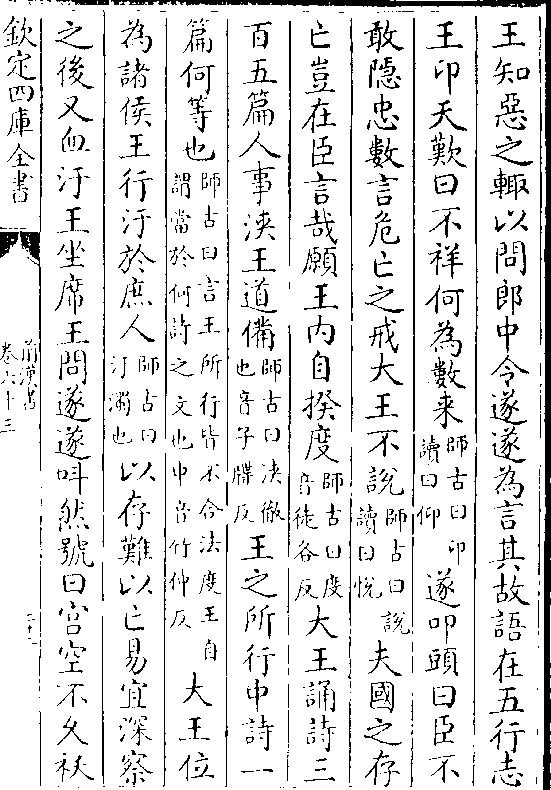 王知惡之輙以問郎中令遂遂為言其故語在五行志
王卬天歎曰不祥何為數来師古曰卬讀曰仰遂叩頭曰臣不
敢隠忠數言危亡之戒大王不説師古曰説讀曰悅夫國之存
亡豈在臣言哉願王内自揆度師古曰度音徒各反大王誦詩三
百五篇人事浹王道備師古曰浹徹也音子牒反王之所行中詩一
篇何等也師古曰言王所行皆不合法度王自謂當於何詩之文也中音竹仲反大王位
為諸侯王行汙於庶人師古曰汙濁也以存難以亡易宜深察
之後又血汙王坐席王問遂遂叫然號曰宫空不久祅
欽定四庫全書
前漢書
卷六十三